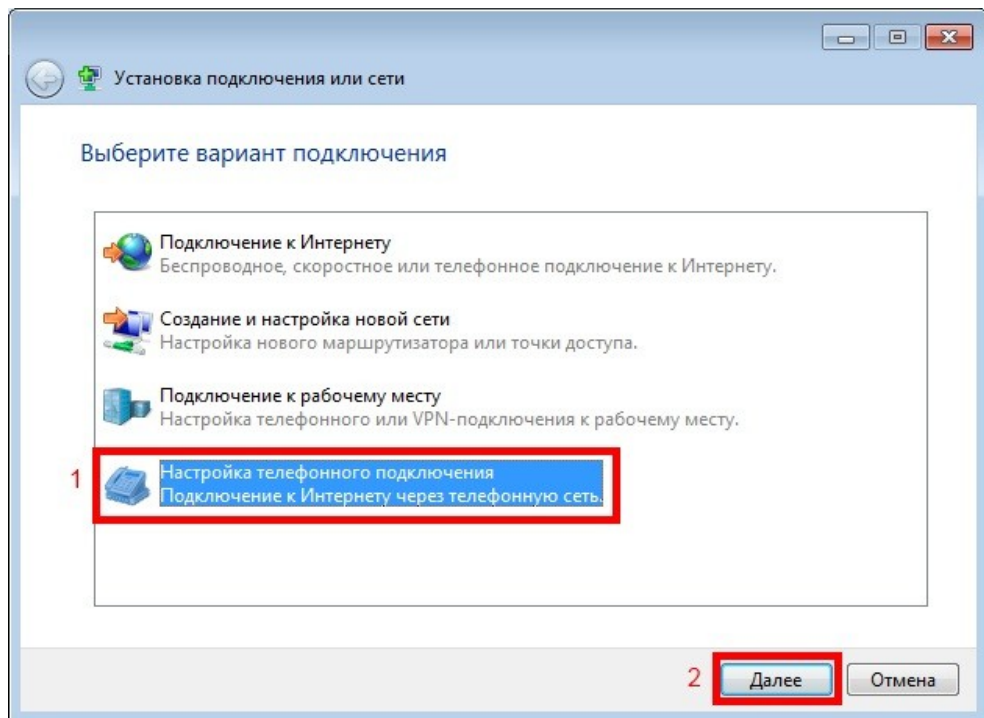 Установка подключения или сети
Выберите вариант подключения
Подключение к Интернету
Беспроводное, скоростное или телефонное подключение к Интернету.
Создание и настройка новой сети
Настройка нового маршрутизатора или точки доступа.
Подключение к рабочему месту
Настройка телефонного или VPN-подключения к рабочему месту.
1
Настройка телефонного подключения
Подключение к Интернету через телефонную сеть.
2 Далее Отмена